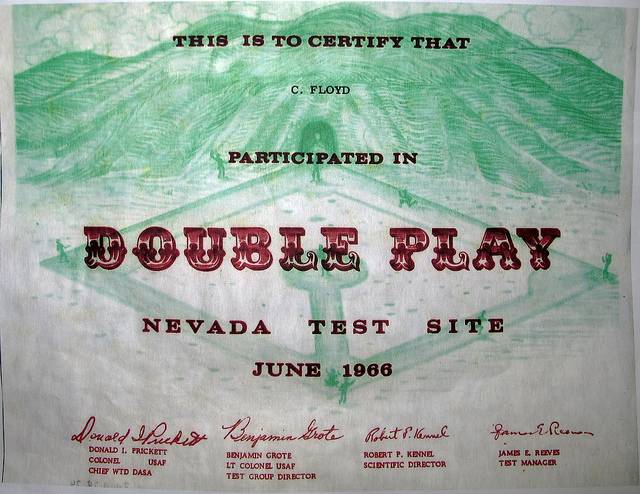 THIS IS TO CERTIFY THAT
C. FLOYD
PARTICIPATED IN
DOUBLE PLAY
NEVADA TEST SITE
JUNE 1966
Donald I Prickett
Benjamin Grote
Robert P. Kennel
James E. Reeves
DONALD I. PRICKETT
COLONEL USAF
CHIEF WTD DASA
BENJAMIN GROTE
LT COLONEL USAF
TEST GROUP DIRECTOR
ROBERT P. KENNEL
SCIENTIFIC DIRECTOR
JAMES E. REEVES
TEST MANAGER